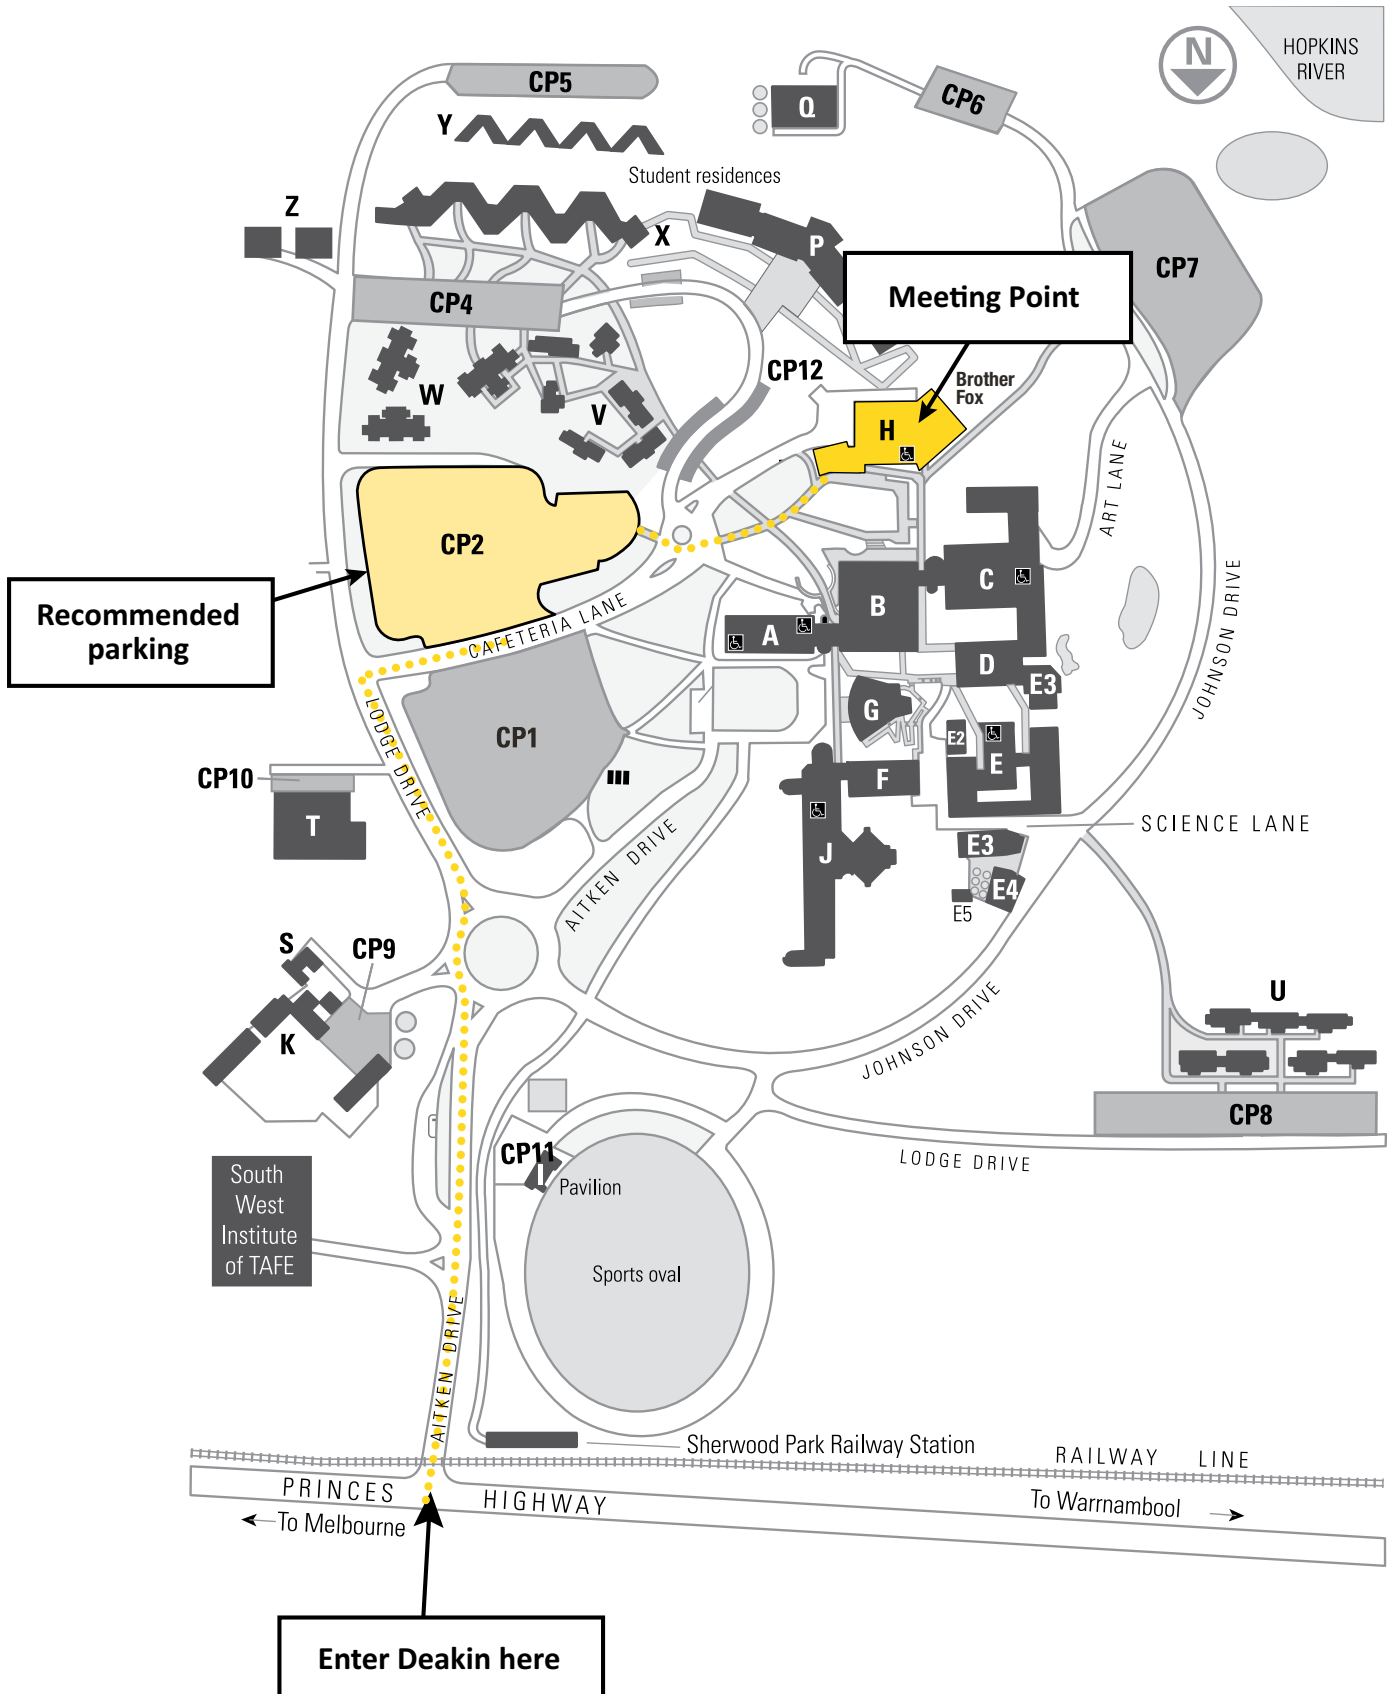 N
HOPKINS
RIVER
CP5
Q
CP6
Y
Student residences
Z
X
P
CP7
CP4
Meeting Point
CP12
Brother
Fox
W
V
H
ART LANE
CP2
Recommended
parking
CAFETERIA LANE
B
C
A
D
E3
JOHNSON DRIVE
LODGE DRIVE
CP1
G
E2
E
CP10
T
F
J
SCIENCE LANE
E3
E4
E5
AITKEN DRIVE
S
CP9
K
U
JOHNSON DRIVE
CP8
LODGE DRIVE
CP11
I
Pavilion
South
West
Institute
of TAFE
Sports oval
AITKEN DRIVE
Sherwood Park Railway Station
RAILWAY LINE
PRINCES HIGHWAY
To Melbourne
To Warrnambool
Enter Deakin here